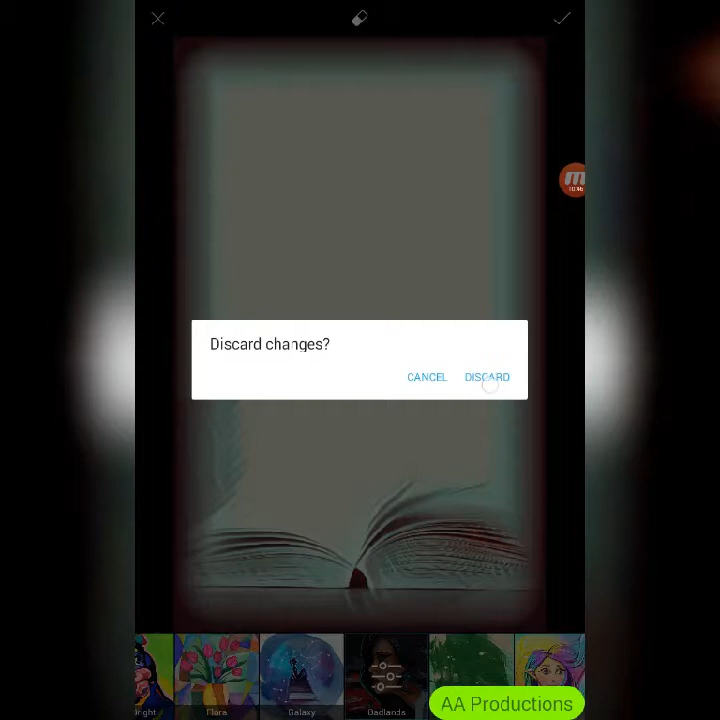 Discard changes?
CANCEL DISCARD
Flora Galaxy Badlands
AA Productions